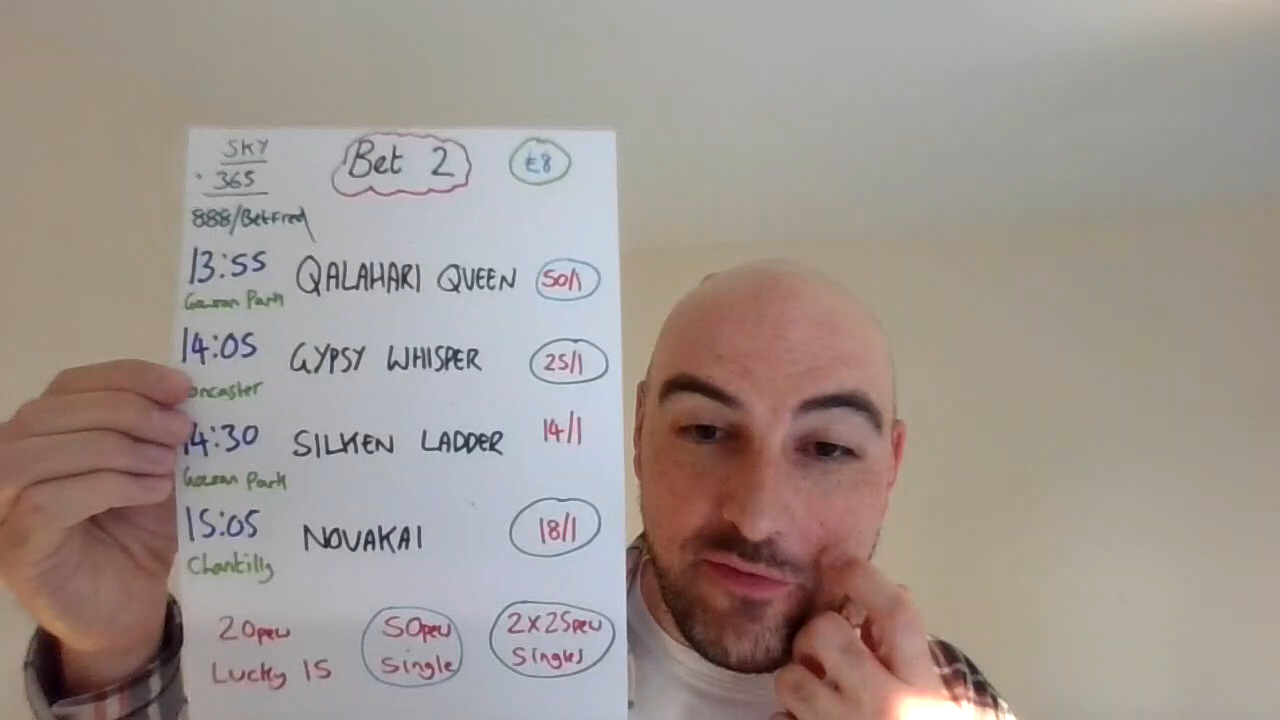 SKY
365
888/Betfred
Bet 2
£8
13:55 QALAHARI QUEEN 50/1
Gowran Park
14:05 GYPSY WHISPER 25/1
oncaster
14:30 SILKEN LADDER 14/1
Gowran Park
15:05 NOVAKAI 18/1
Chantilly
20pew
Lucky 15
50pew
Single
2x25pew
Singles